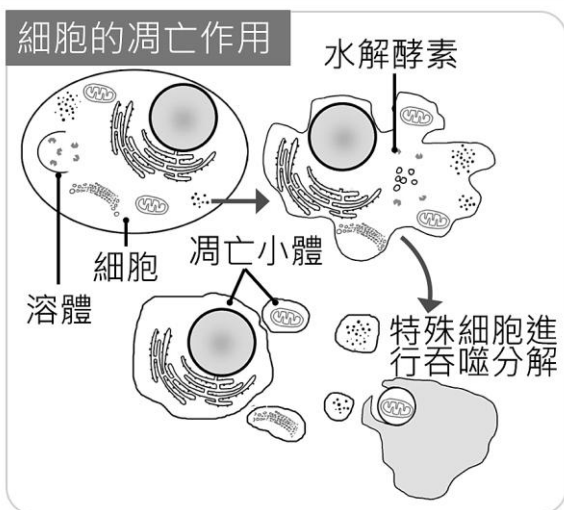 細胞的凋亡作用
水解酵素
細胞
溶體
凋亡小體
特殊細胞進
行吞噬分解